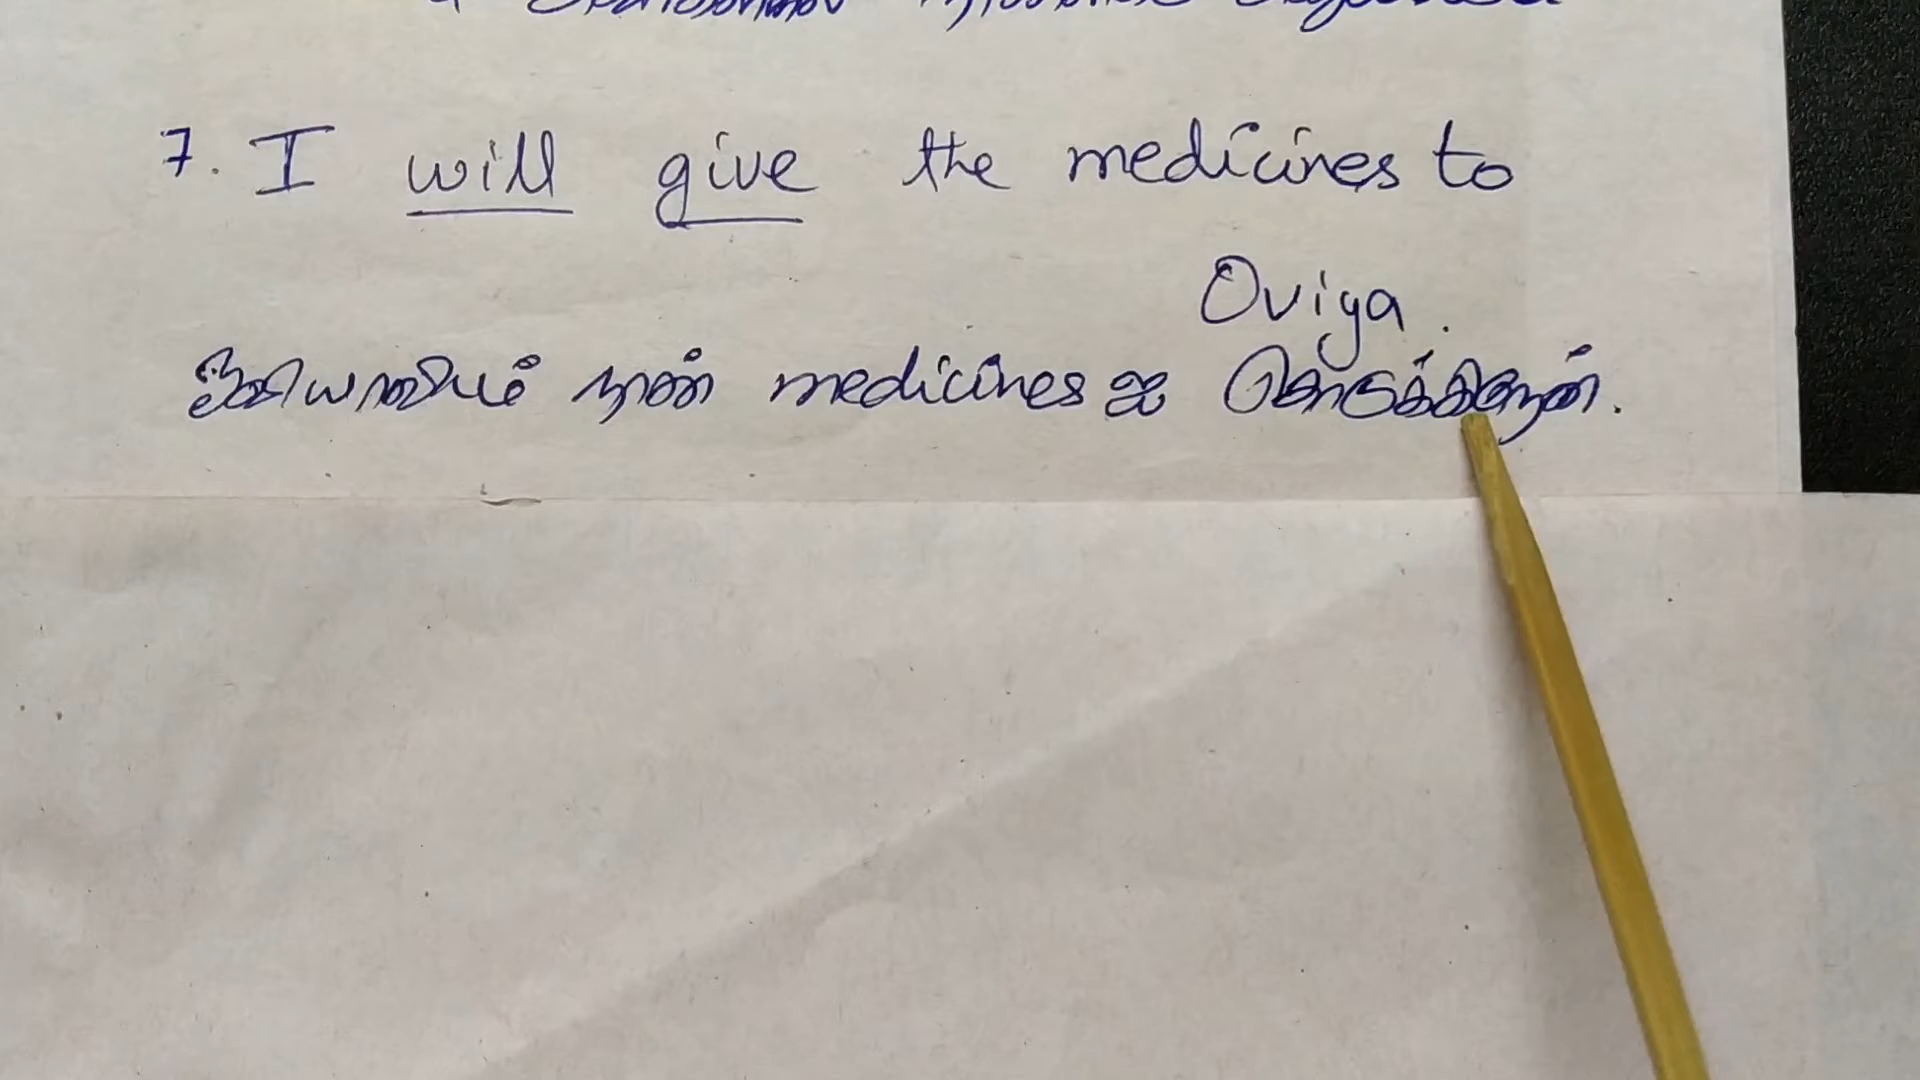 7. I will give the medicines to
Oviya.
ஓவியாவிடம் நான் medicines ஐ கொடுக்கிறேன்.